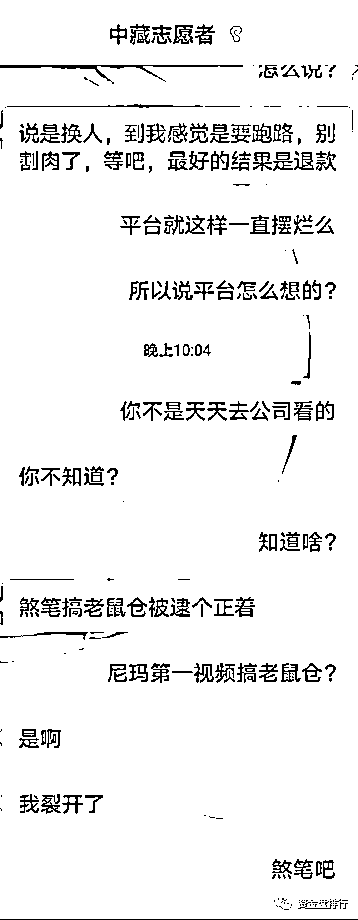 中藏志愿者
怎么说?
说是换人，到我感觉是要跑路，别
割肉了，等吧，最好的结果是退款
平台就这样一直摆烂么
所以说平台怎么想的?
晚上10:04
你不是天天去公司看的
你不知道?
知道啥?
煞笔搞老鼠仓被逮个正着
尼玛第一视频搞老鼠仓?
是啊
我裂开了
煞笔吧
资金盘排行